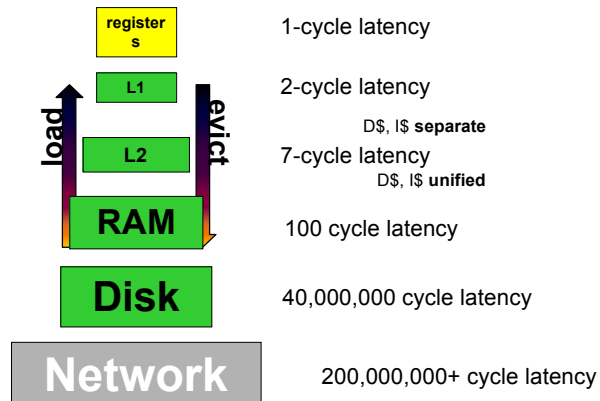 register
s
1-cycle latency
L1
2-cycle latency
load
evict
D$, I$ separate
L2
7-cycle latency
D$, I$ unified
RAM
100 cycle latency
Disk
40,000,000 cycle latency
Network
200,000,000+ cycle latency